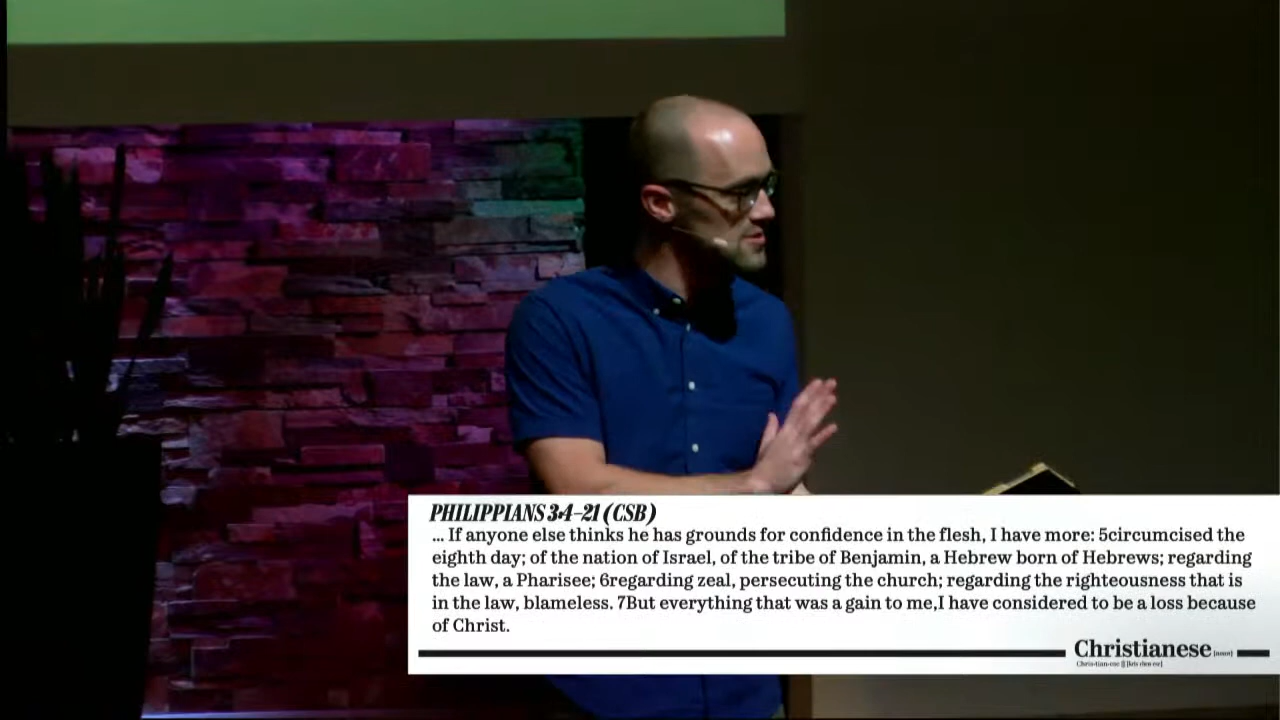 PHILIPPIANS 3:4–21 (CSB)
... If anyone else thinks he has grounds for confidence in the flesh, I have more: 5circumcised the
eighth day; of the nation of Israel, of the tribe of Benjamin, a Hebrew born of Hebrews; regarding
the law, a Pharisee; 6regarding zeal, persecuting the church; regarding the righteousness that is
in the law, blameless. 7But everything that was a gain to me,I have considered to be a loss because
of Christ.
Christianese (noun)